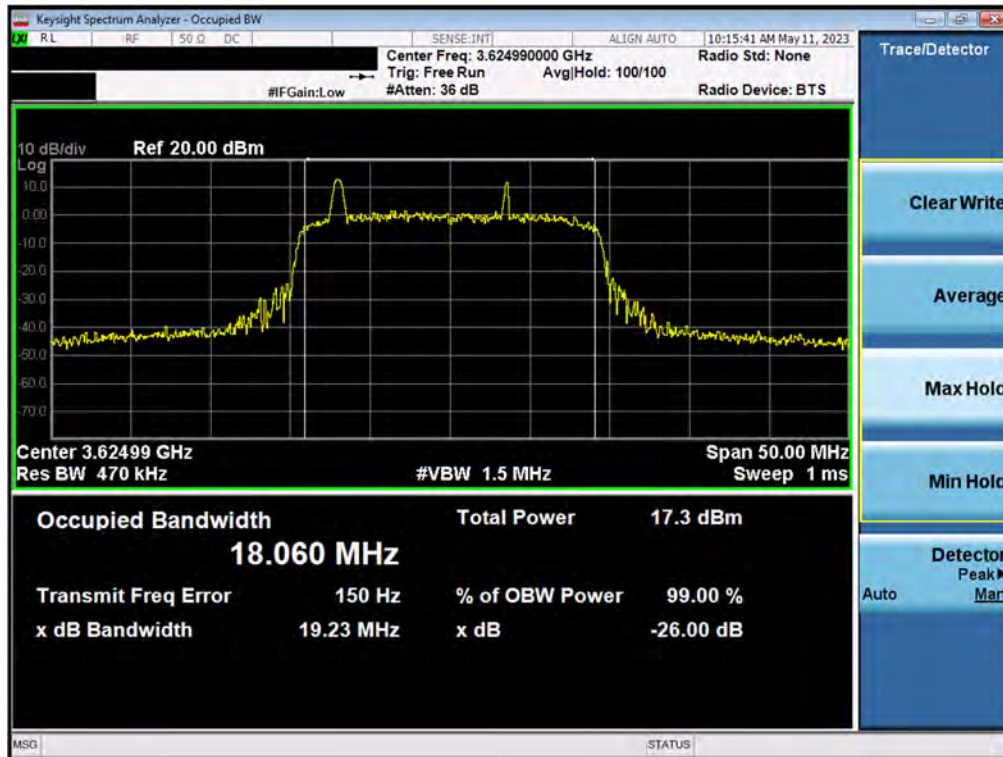 Keysight Spectrum Analyzer - Occupied BW
LXI RL RF 50 Ω DC SENSE:INT ALIGN AUTO 10:15:41 AM May 11, 2023
Center Freq: 3.624990000 GHz Radio Std: None
Trig: Free Run Avg|Hold: 100/100
#IFGain:Low #Atten: 36 dB Radio Device: BTS
10 dB/div Ref 20.00 dBm
Log
10.0
0.00
-10.0
-20.0
-30.0
-40.0
-50.0
-60.0
-70.0
Center 3.62499 GHz Span 50.00 MHz
Res BW 470 kHz #VBW 1.5 MHz Sweep 1 ms
Occupied Bandwidth Total Power 17.3 dBm
18.060 MHz
Transmit Freq Error 150 Hz % of OBW Power 99.00 %
x dB Bandwidth 19.23 MHz x dB -26.00 dB
MSG STATUS
Trace/Detector
Clear Write
Average
Max Hold
Min Hold
Detector
Peak▶
Auto Man